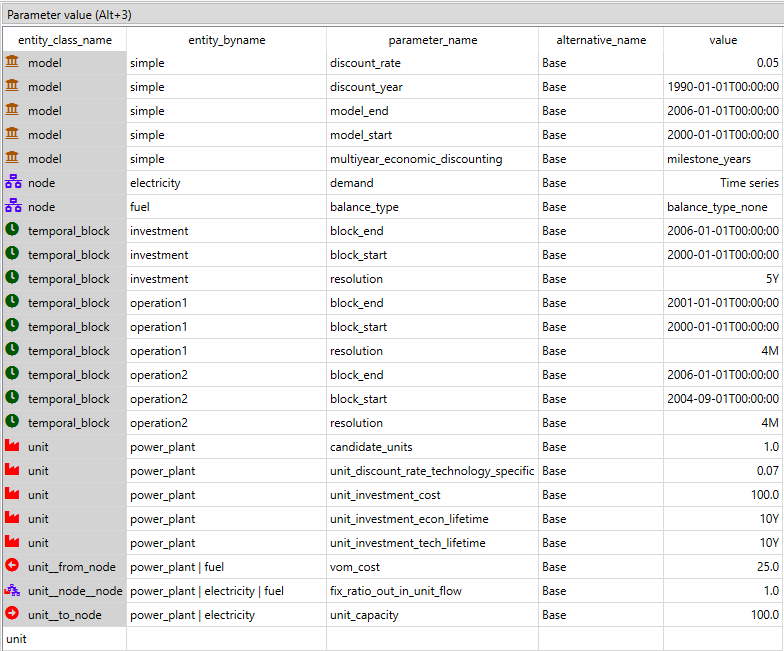 Parameter value (Alt+3)
entity_class_name entity_byname parameter_name alternative_name value
model simple discount_rate Base 0.05
model simple discount_year Base 1990-01-01T00:00:00
model simple model_end Base 2006-01-01T00:00:00
model simple model_start Base 2000-01-01T00:00:00
model simple multiyear_economic_discounting Base milestone_years
node electricity demand Base Time series
node fuel balance_type Base balance_type_none
temporal_block investment block_end Base 2006-01-01T00:00:00
temporal_block investment block_start Base 2000-01-01T00:00:00
temporal_block investment resolution Base 5Y
temporal_block operation1 block_end Base 2001-01-01T00:00:00
temporal_block operation1 block_start Base 2000-01-01T00:00:00
temporal_block operation1 resolution Base 4M
temporal_block operation2 block_end Base 2006-01-01T00:00:00
temporal_block operation2 block_start Base 2004-09-01T00:00:00
temporal_block operation2 resolution Base 4M
unit power_plant candidate_units Base 1.0
unit power_plant unit_discount_rate_technology_specific Base 0.07
unit power_plant unit_investment_cost Base 100.0
unit power_plant unit_investment_econ_lifetime Base 10Y
unit power_plant unit_investment_tech_lifetime Base 10Y
unit__from_node power_plant | fuel vom_cost Base 25.0
unit__node__node power_plant | electricity | fuel fix_ratio_out_in_unit_flow Base 1.0
unit__to_node power_plant | electricity unit_capacity Base 100.0
unit